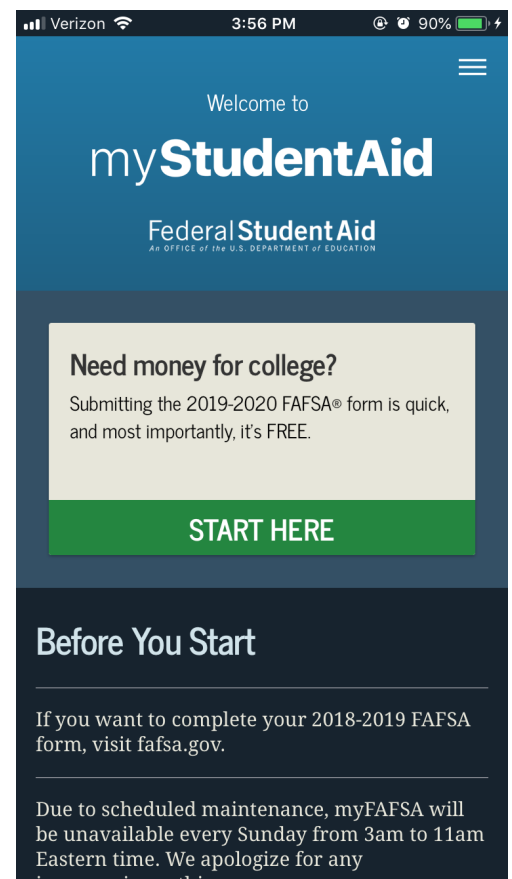 Verizon 3:56 PM 90%
Welcome to
myStudentAid
Federal Student Aid
An OFFICE of the U.S. DEPARTMENT of EDUCATION
Need money for college?
Submitting the 2019-2020 FAFSA® form is quick,
and most importantly, it's FREE.
START HERE
Before You Start
If you want to complete your 2018-2019 FAFSA
form, visit fafsa.gov.
Due to scheduled maintenance, myFAFSA will
be unavailable every Sunday from 3am to 11am
Eastern time. We apologize for any